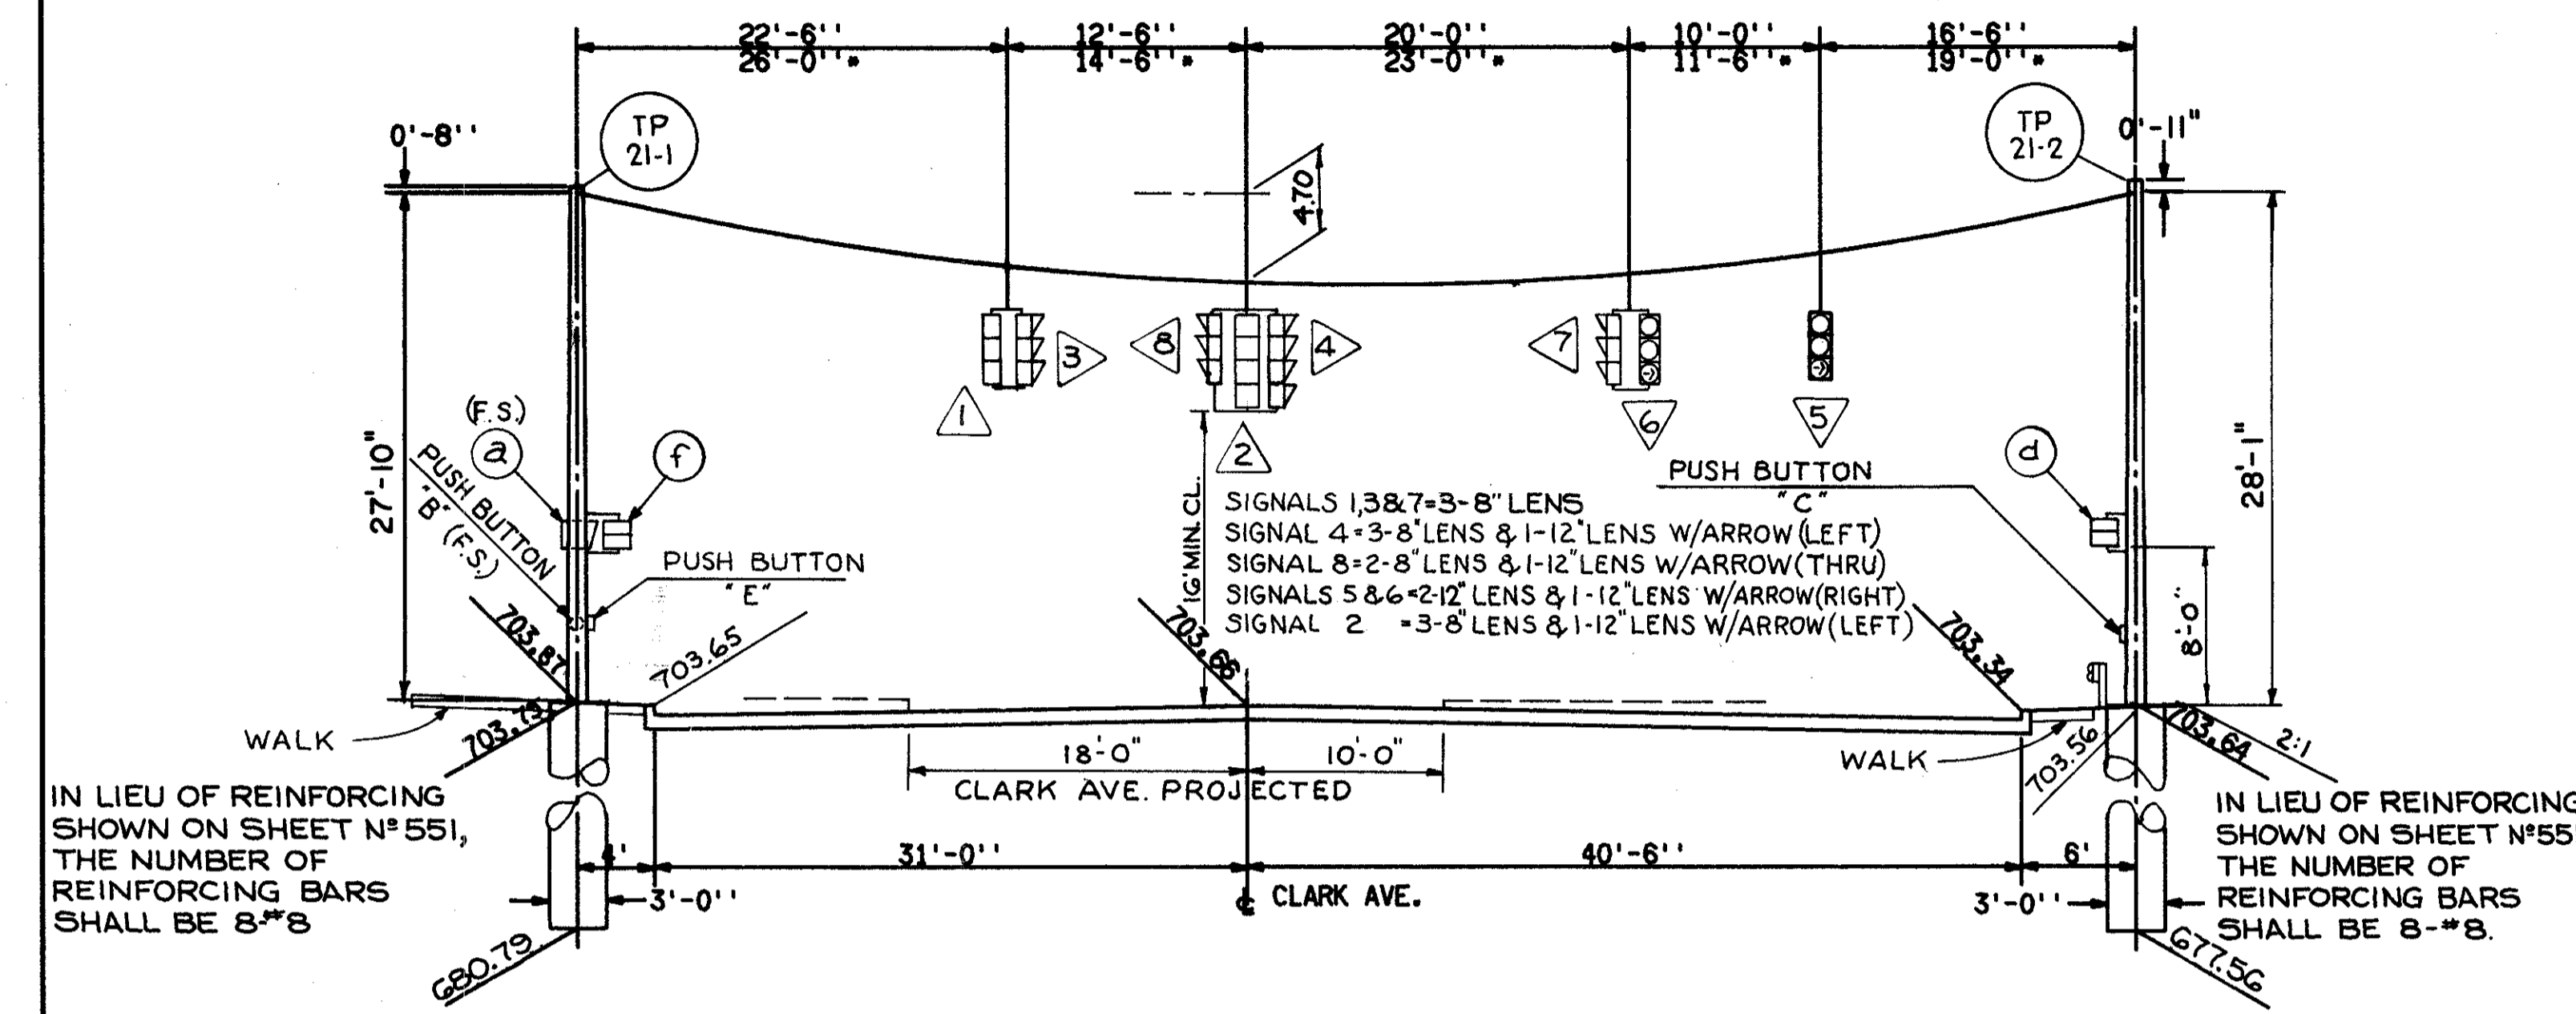 22'-6'' 12'-6'' 20'-0'' 10'-0'' 16'-6''
26'-0''* 14'-6''* 23'-0''* 11'-6''* 19'-0''*
0'-8''
TP
21-1
4.70
TP
21-2
0'-11"
3
8
4
7
1
2
6
5
(F.S.)
a
f
d
27'-10"
28'-1"
PUSH BUTTON
"B" (F.S.)
PUSH BUTTON
"E"
PUSH BUTTON
"C"
16' MIN. CL.
SIGNALS 1,3&7=3-8" LENS
SIGNAL 4=3-8" LENS & 1-12" LENS W/ARROW (LEFT)
SIGNAL 8=2-8" LENS & 1-12" LENS W/ARROW (THRU)
SIGNALS 5&6=2-12" LENS & 1-12" LENS W/ARROW (RIGHT)
SIGNAL 2 =3-8" LENS & 1-12" LENS W/ARROW (LEFT)
8'-0"
703.87
703.65
703.66
703.34
WALK
WALK
703.56
703.64
2:1
18'-0" 10'-0"
CLARK AVE. PROJECTED
IN LIEU OF REINFORCING
SHOWN ON SHEET Nº 551,
THE NUMBER OF
REINFORCING BARS
SHALL BE 8-#8
4' 31'-0'' 40'-6'' 6'
3'-0''
℄ CLARK AVE.
3'-0''
IN LIEU OF REINFORCING
SHOWN ON SHEET Nº 55
THE NUMBER OF
REINFORCING BARS
SHALL BE 8-#8.
680.79
677.56